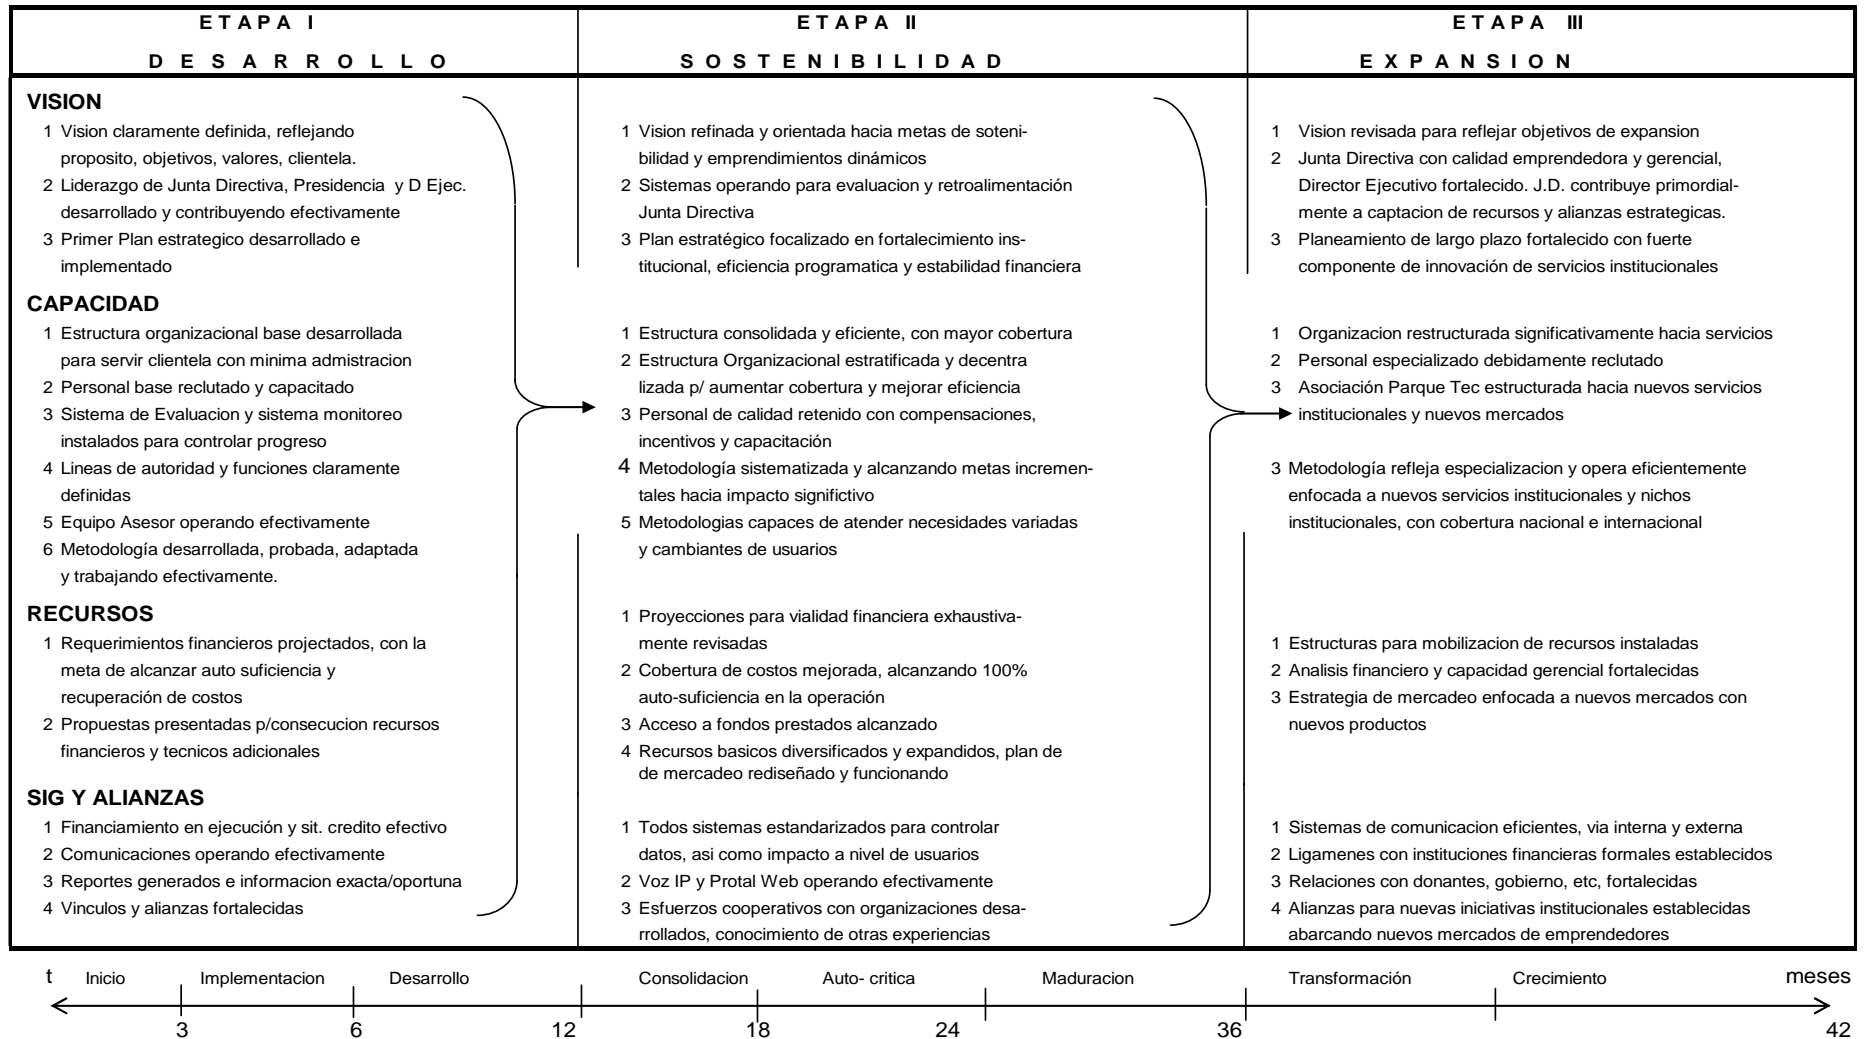 ETAPA I
DESARROLLO
ETAPA II
SOSTENIBILIDAD
ETAPA III
EXPANSION
VISION
1 Vision claramente definida, reflejando
proposito, objetivos, valores, clientela.
2 Liderazgo de Junta Directiva, Presidencia y D Ejec.
desarrollado y contribuyendo efectivamente
3 Primer Plan estrategico desarrollado e
implementado
CAPACIDAD
1 Estructura organizacional base desarrollada
para servir clientela con minima admistracion
2 Personal base reclutado y capacitado
3 Sistema de Evaluacion y sistema monitoreo
instalados para controlar progreso
4 Lineas de autoridad y funciones claramente
definidas
5 Equipo Asesor operando efectivamente
6 Metodología desarrollada, probada, adaptada
y trabajando efectivamente.
RECURSOS
1 Requerimientos financieros projectados, con la
meta de alcanzar auto suficiencia y
recuperación de costos
2 Propuestas presentadas p/consecucion recursos
financieros y tecnicos adicionales
SIG Y ALIANZAS
1 Financiamiento en ejecución y sit. credito efectivo
2 Comunicaciones operando efectivamente
3 Reportes generados e informacion exacta/oportuna
4 Vinculos y alianzas fortalecidas
1 Vision refinada y orientada hacia metas de soteni-
bilidad y emprendimientos dinámicos
2 Sistemas operando para evaluacion y retroalimentación
Junta Directiva
3 Plan estratégico focalizado en fortalecimiento ins-
titucional, eficiencia programatica y estabilidad financiera
1 Estructura consolidada y eficiente, con mayor cobertura
2 Estructura Organizacional estratificada y decentra
lizada p/ aumentar cobertura y mejorar eficiencia
3 Personal de calidad retenido con compensaciones,
incentivos y capacitación
4 Metodología sistematizada y alcanzando metas incremen-
tales hacia impacto significtivo
5 Metodologias capaces de atender necesidades variadas
y cambiantes de usuarios
1 Proyecciones para vialidad financiera exhaustiva-
mente revisadas
2 Cobertura de costos mejorada, alcanzando 100%
auto-suficiencia en la operación
3 Acceso a fondos prestados alcanzado
4 Recursos basicos diversificados y expandidos, plan de
de mercadeo rediseñado y funcionando
1 Todos sistemas estandarizados para controlar
datos, asi como impacto a nivel de usuarios
2 Voz IP y Protal Web operando efectivamente
3 Esfuerzos cooperativos con organizaciones desa-
rrollados, conocimiento de otras experiencias
1 Vision revisada para reflejar objetivos de expansion
2 Junta Directiva con calidad emprendedora y gerencial,
Director Ejecutivo fortalecido. J.D. contribuye primordial-
mente a captacion de recursos y alianzas estrategicas.
3 Planeamiento de largo plazo fortalecido con fuerte
componente de innovación de servicios institucionales
1 Organizacion restructurada significativamente hacia servicios
2 Personal especializado debidamente reclutado
3 Asociación Parque Tec estructurada hacia nuevos servicios
institucionales y nuevos mercados
3 Metodología refleja especializacion y opera eficientemente
enfocada a nuevos servicios institucionales y nichos
institucionales, con cobertura nacional e internacional
1 Estructuras para mobilizacion de recursos instaladas
2 Analisis financiero y capacidad gerencial fortalecidas
3 Estrategia de mercadeo enfocada a nuevos mercados con
nuevos productos
1 Sistemas de comunicacion eficientes, via interna y externa
2 Ligamenes con instituciones financieras formales establecidos
3 Relaciones con donantes, gobierno, etc, fortalecidas
4 Alianzas para nuevas iniciativas institucionales establecidas
abarcando nuevos mercados de emprendedores
t Inicio Implementacion Desarrollo Consolidacion Auto- critica Maduracion Transformación Crecimiento meses
3 6 12 18 24 36 42